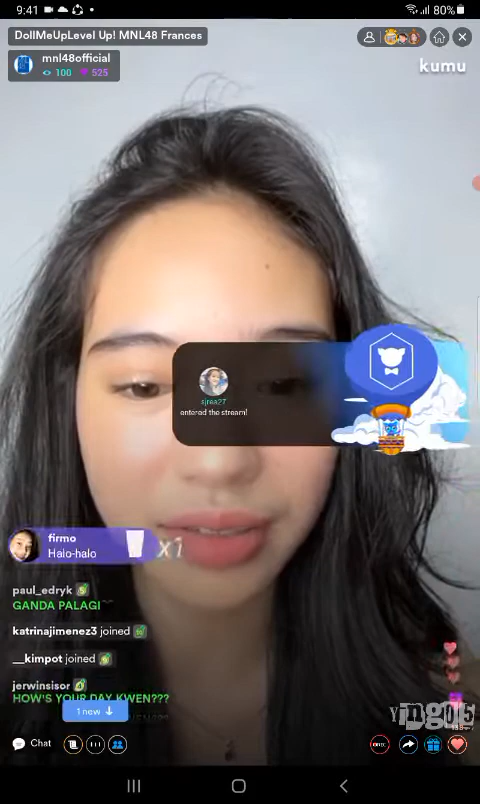 9:41
80%
DollMeUpLevel Up! MNL48 Frances
mnl48official
100 525
kumu
sjrea27
entered the stream!
firmo
Halo-halo
X1
paul_edryk
GANDA PALAGI
katrinajimenez3 joined
__kimpot joined
jerwinsisor
HOW'S YOUR DAY KWEN???
1 new
Chat